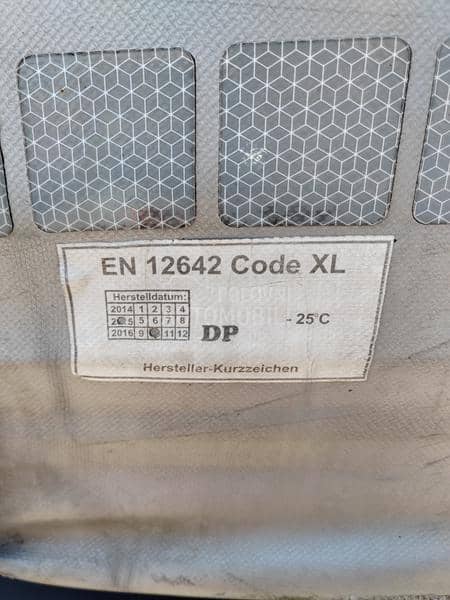 EN 12642 Code XL
Herstelldatum:
2014 1 2 3 4
2 5 5 6 7 8
2016 9 11 12
DP
- 25°C
Hersteller-Kurzzeichen